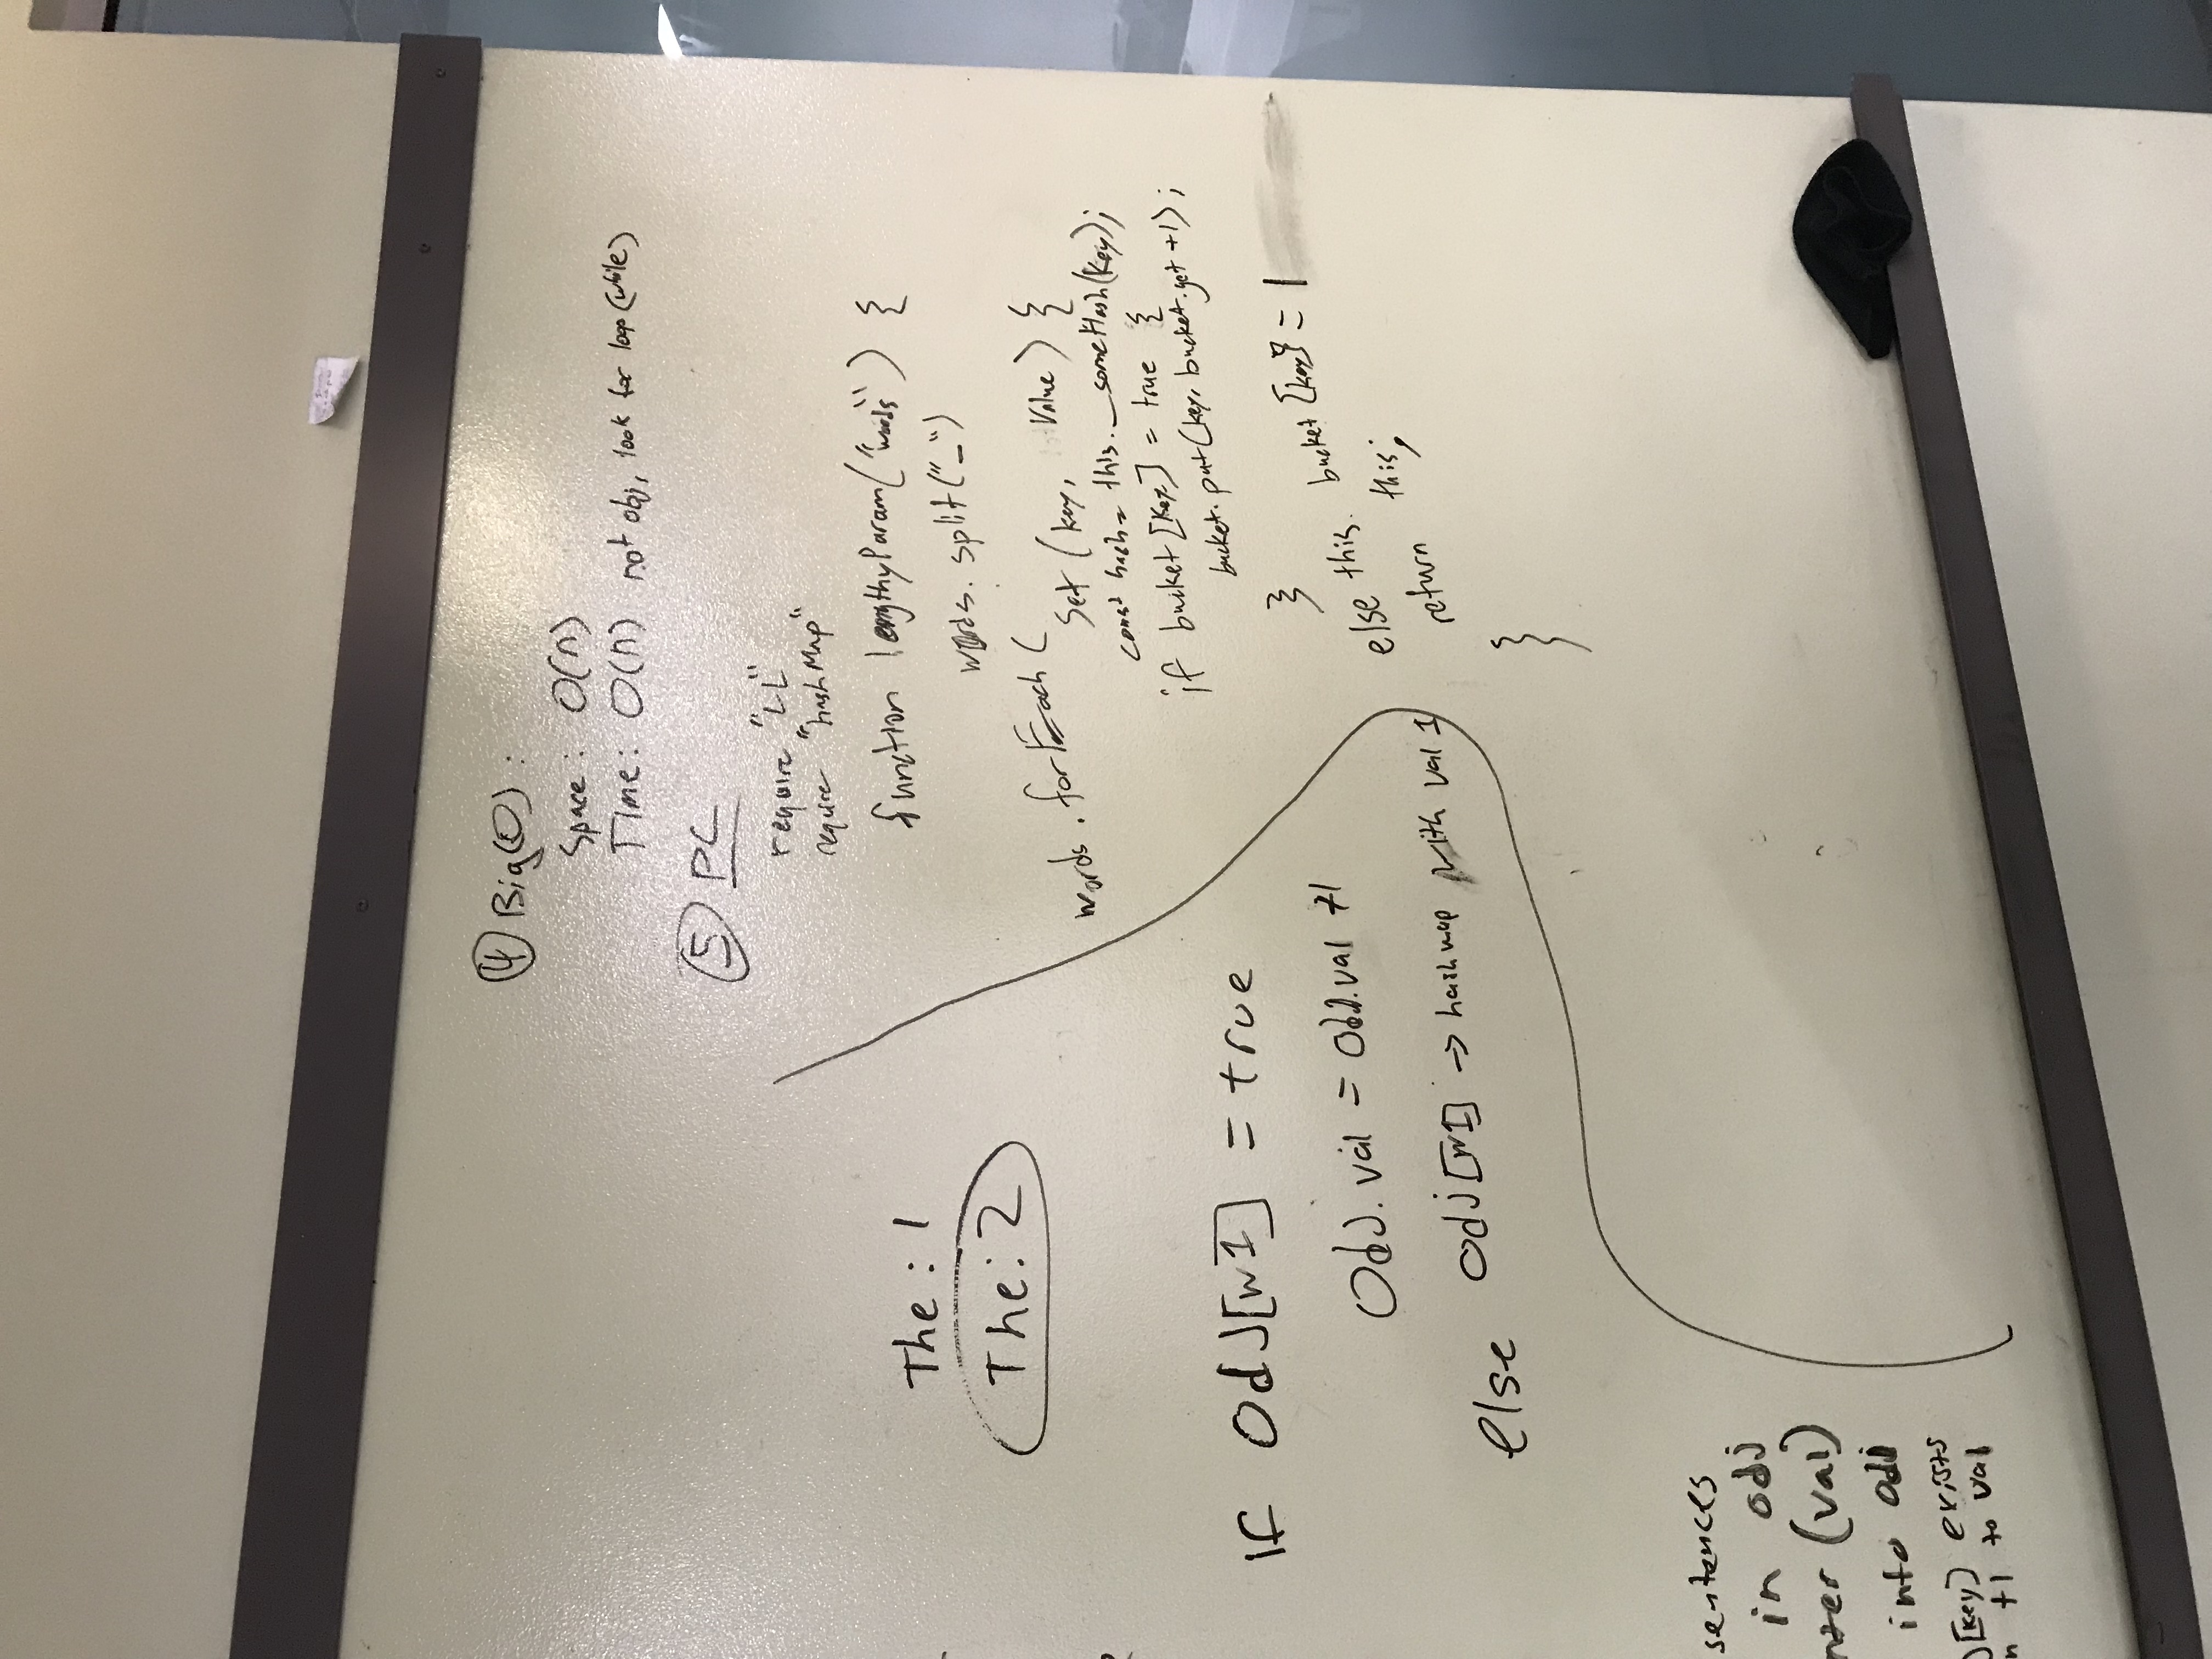 ④ Big(O):
Space: O(n)
Time: O(n) not obj, look for loop (while)
⑤ PC
require "LL"
require "hashMap"
function lengthyParam("words") {
words.split("_")
words.forEach(
Set (key, Value) {
const hash = this._someHash(key);
if bucket[key] = true {
bucket.put(key, bucket.get +1);
}
else this. bucket [key] = 1
return this;
}
The: 1
The: 2
If Odj[w1] = true
Odj.val = Odj.val +1
else odj[w1] → hashmap with val 1
sentences
in odj
nter (val)
into odj
[key] exists
n +1 to val